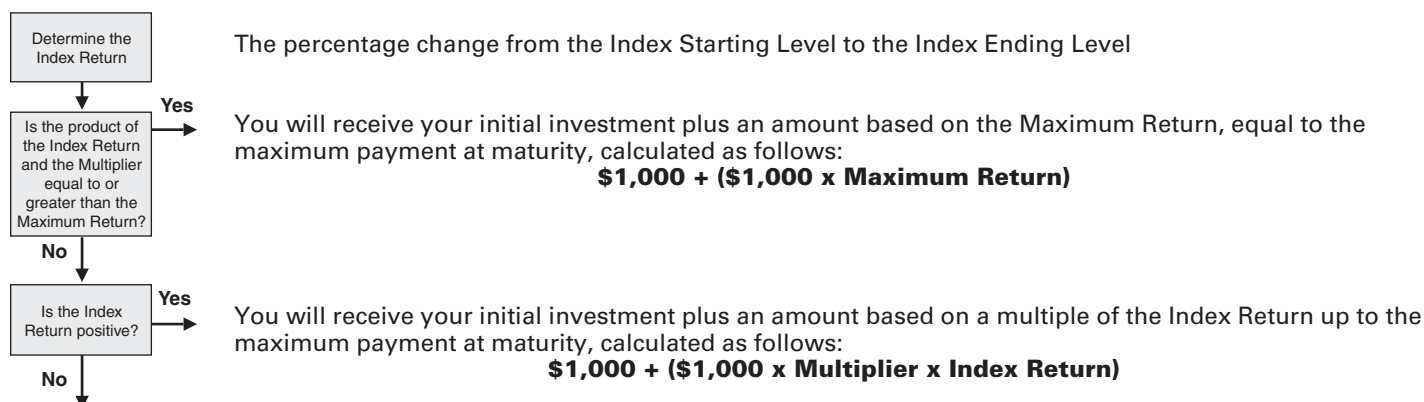 Determine the
Index Return
The percentage change from the Index Starting Level to the Index Ending Level
Yes
Is the product of
the Index Return
and the Multiplier
equal to or
greater than the
Maximum Return?
You will receive your initial investment plus an amount based on the Maximum Return, equal to the
maximum payment at maturity, calculated as follows:
$1,000 + ($1,000 x Maximum Return)
No
Is the Index
Return positive?
Yes
You will receive your initial investment plus an amount based on a multiple of the Index Return up to the
maximum payment at maturity, calculated as follows:
$1,000 + ($1,000 x Multiplier x Index Return)
No